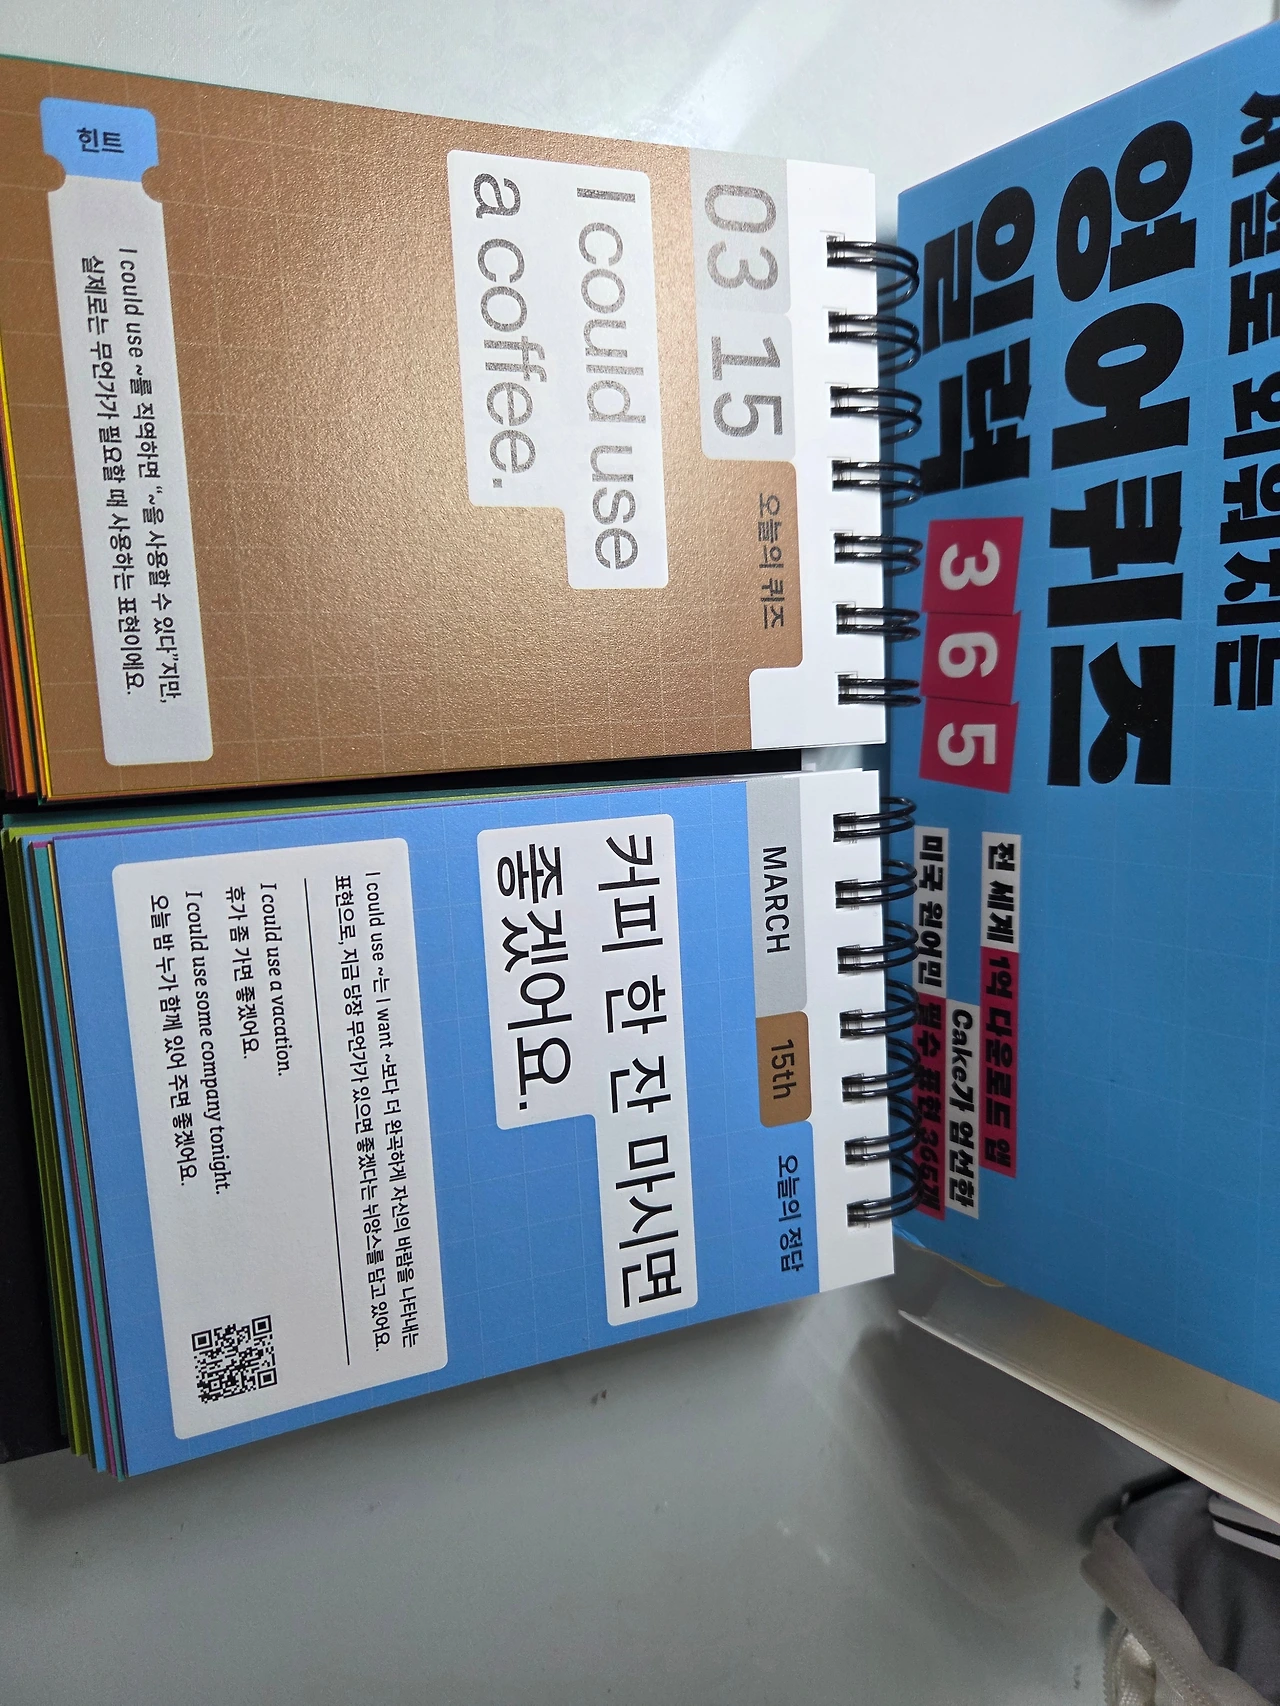 저절로 외워지는
영어퀴즈
일력
365
전 세계 1억 다운로드 앱
Cake가 엄선한
미국 원어민 필수 표현 365개
03 15
오늘의 퀴즈
I could use
a coffee.
힌트
I could use ~를 직역하면 “~을 사용할 수 있다”지만,
실제로는 무언가가 필요할 때 사용하는 표현이에요.
MARCH
15th
오늘의 정답
커피 한 잔 마시면
좋겠어요.
I could use ~는 I want ~보다 더 완곡하게 자신의 바람을 나타내는
표현으로, 지금 당장 무언가가 있으면 좋겠다는 뉘앙스를 담고 있어요.
I could use a vacation.
휴가 좀 가면 좋겠어요.
I could use some company tonight.
오늘 밤 누가 함께 있어 주면 좋겠어요.